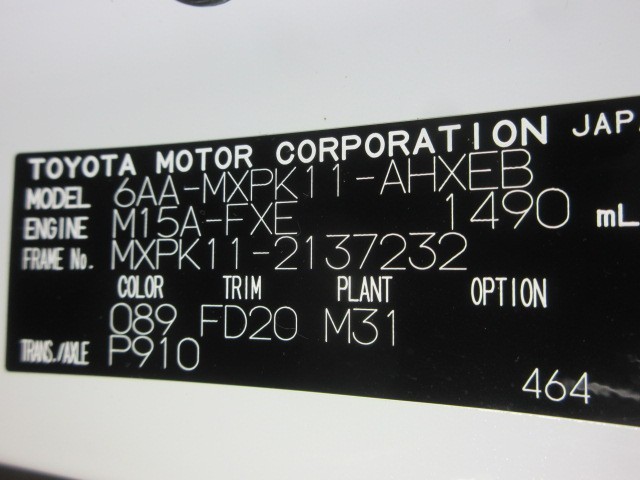 TOYOTA MOTOR CORPORATION JAP
MODEL 6AA-MXPK11-AHXEB
ENGINE M15A-FXE 1490 mL
FRAME No. MXPK11-2137232
COLOR TRIM PLANT OPTION
089 FD20 M31
TRANS./AXLE P910
464